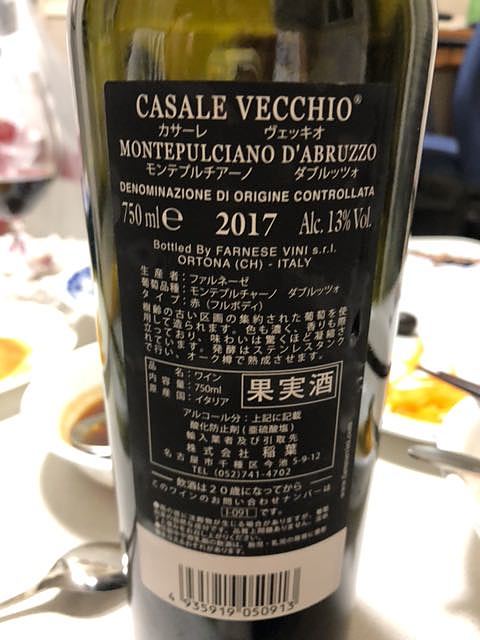 CASALE VECCHIO®
カサーレ ヴェッキオ
MONTEPULCIANO D'ABRUZZO
モンテプルチアーノ ダブルッツォ
DENOMINAZIONE DI ORIGINE CONTROLLATA
750 ml e 2017 Alc. 13% Vol.
Bottled By FARNESE VINI s.r.l.
ORTONA (CH) - ITALY
生産者：ファルネーゼ
葡萄品種：モンテプルチャーノ ダブルッツォ
タイプ：赤（フルボディ）
樹齢の古い区画の集約された葡萄を使
用して造られます。色も濃く、香りも際
立っており、味わいは驚くほど凝縮さ
れています。発酵はステンレスタンク
で行い、オーク樽で熟成させます。
品名：ワイン
内容量：750ml
原産国：イタリア
果実酒
アルコール分：上記に記載
酸化防止剤(亜硫酸塩)
輸入業者及び引取先
株式会社 稲葉
名古屋市千種区今池5-9-12
TEL (052)741-4702
飲酒は20歳になってから
このワインのお問い合わせナンバーは
I-091 です。
4 935919 050913